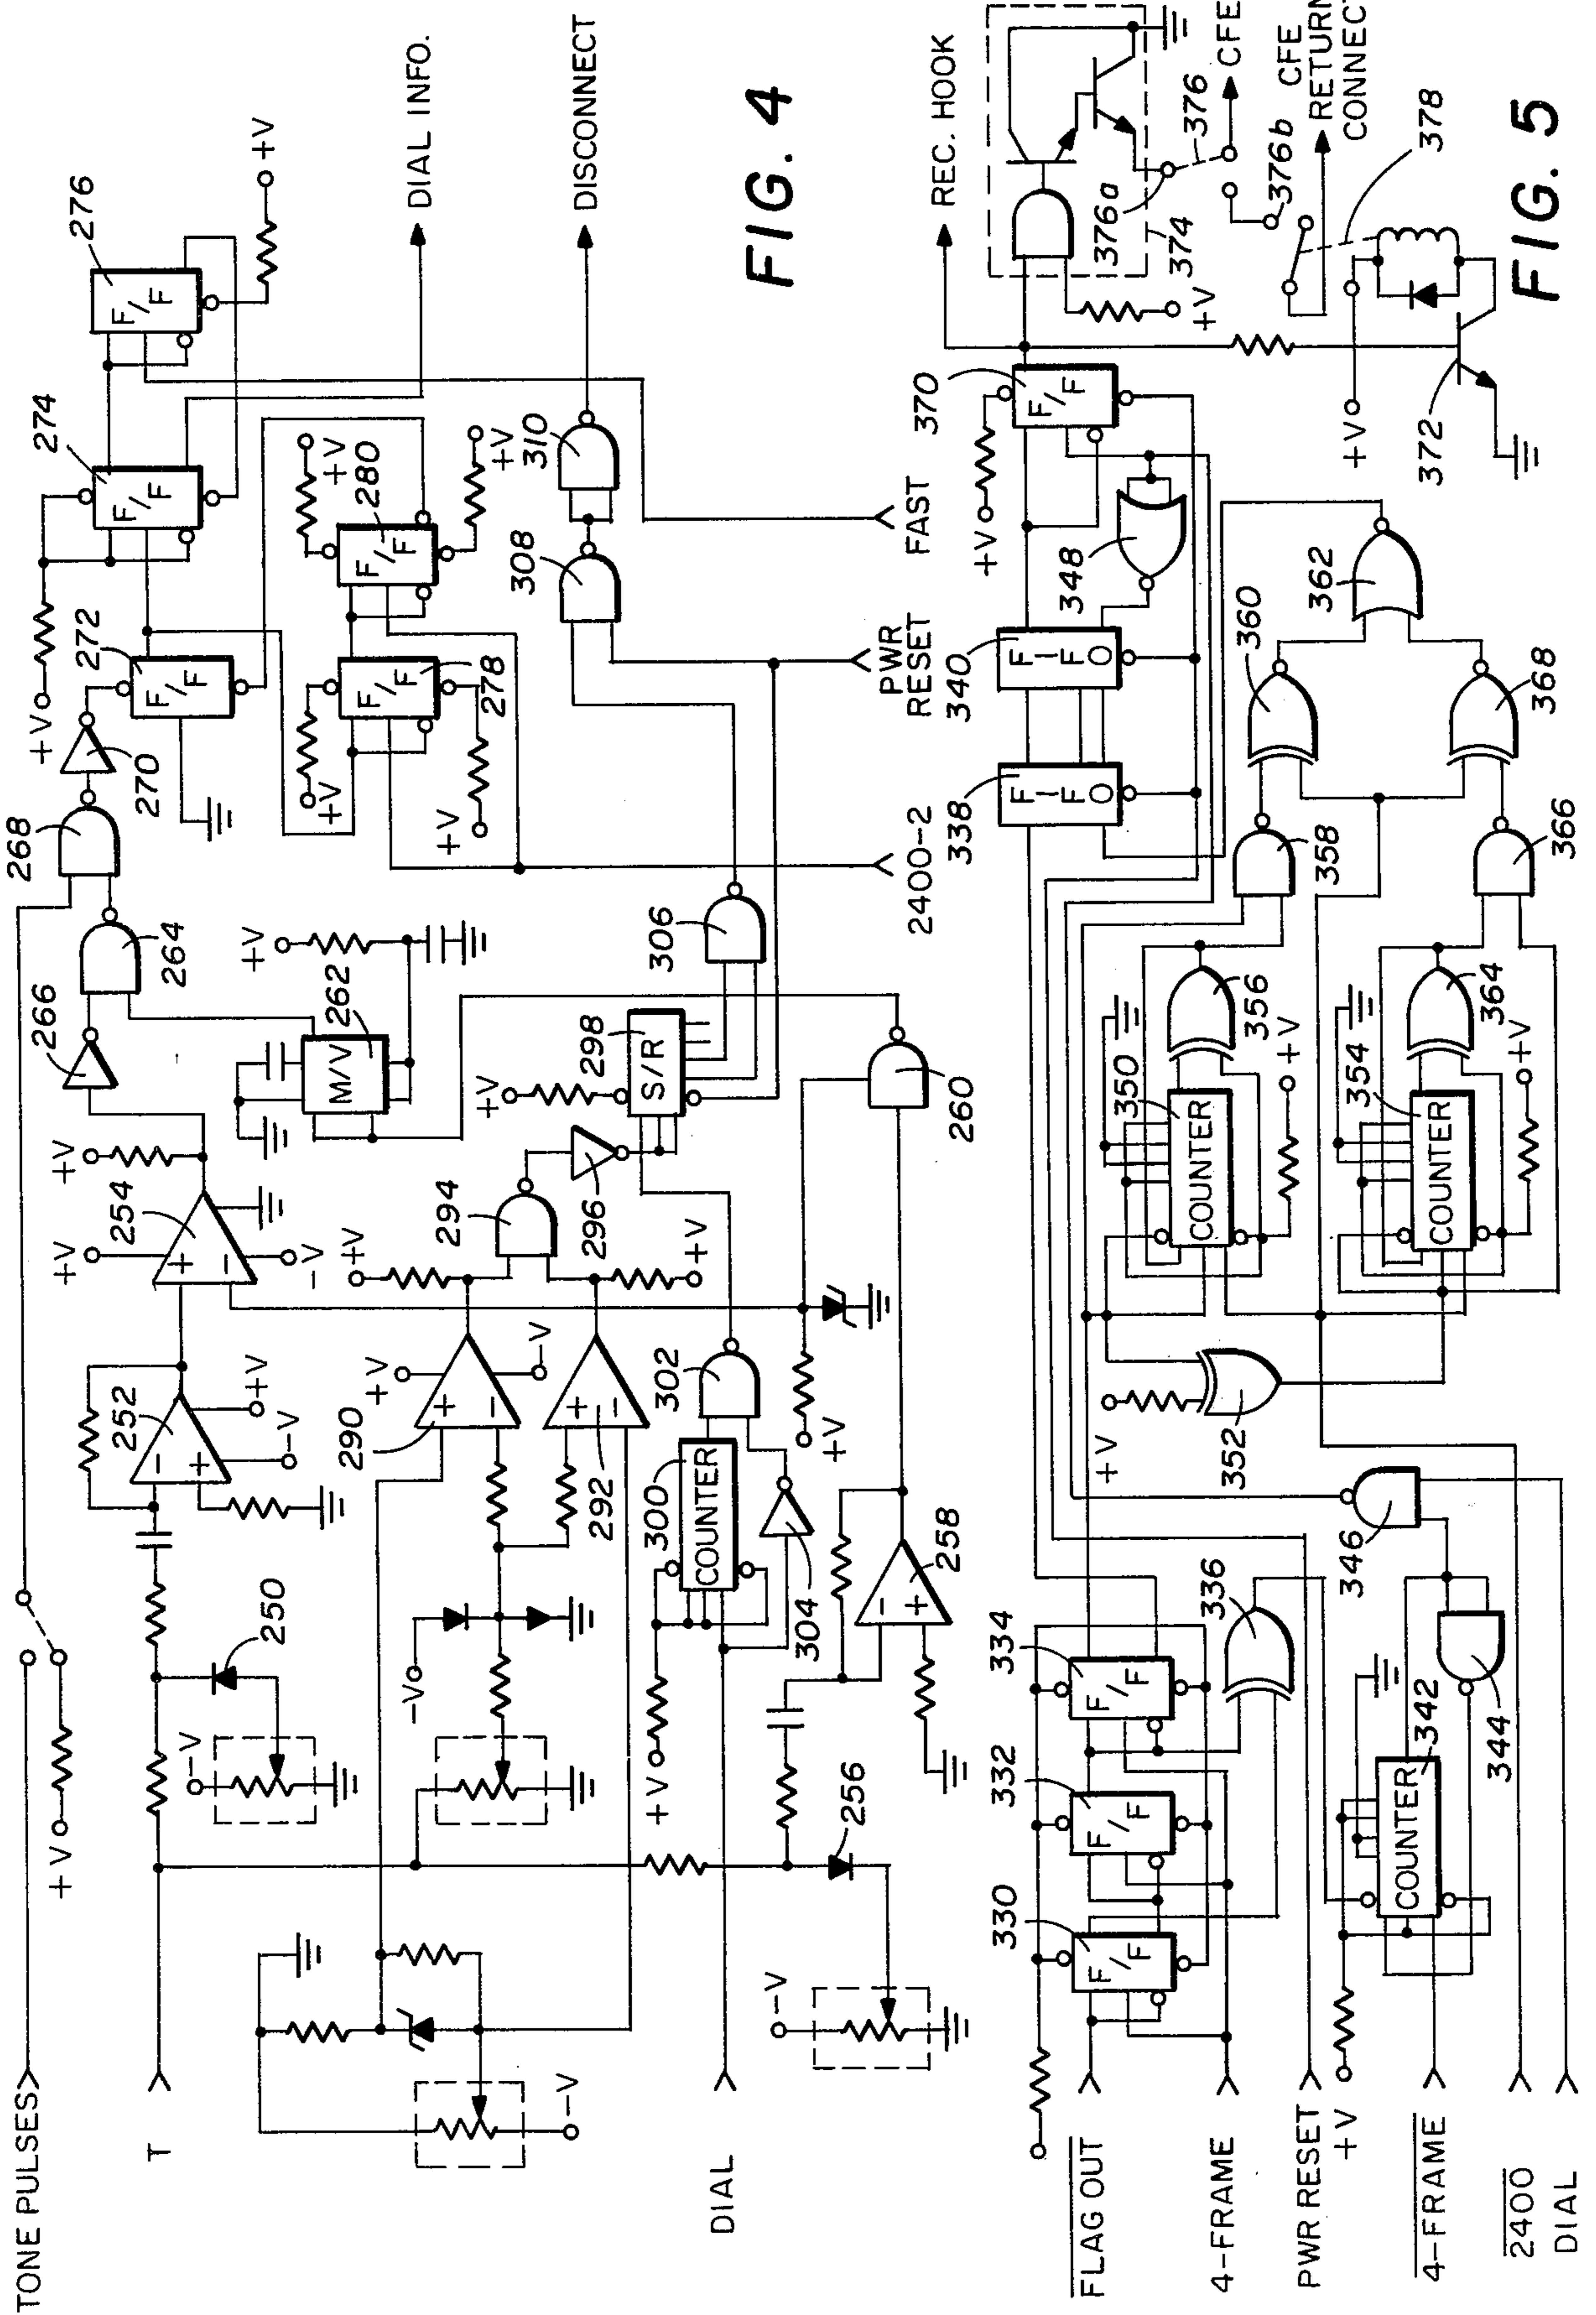 TONE PULSES
+V
T
-V
250
252
-V
+V
254
+V
+
-
-V
+V
266
264
268
270
+V
272
F/F
274
F/F
276
F/F
+V
DIAL INFO.
262
M/V
+V
278
F/F
+V
+V
280
F/F
+V
+V
-V
-V
290
+
-
+V
-V
292
+
-
+V
294
296
+V
298
S/R
+V
306
308
310
DISCONNECT
DIAL
+V
300
COUNTER
302
304
+V
-V
256
258
-
+
260
2400-2
PWR
RESET
FAST
FIG. 4
FLAG OUT
4-FRAME
PWR RESET
+V
4-FRAME
2400
DIAL
330
F/F
332
F/F
334
F/F
336
342
COUNTER
344
346
352
+V
350
COUNTER
354
COUNTER
356
+V
364
+V
358
366
360
368
362
338
F-I-F O
340
F-I-F O
348
370
F/F
+V
REC. HOOK
+V
374
376a
376
376b
CFE
CFE
RETURN
378
372
+V
FIG. 5